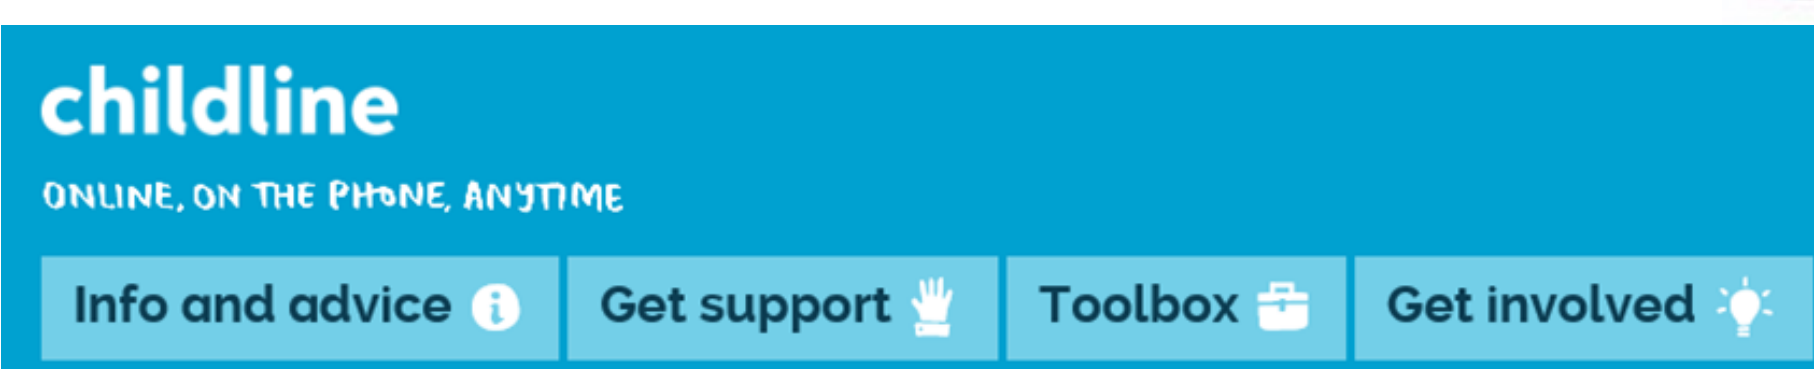 childline
ONLINE, ON THE PHONE, ANYTIME
Info and advice Get support Toolbox Get involved